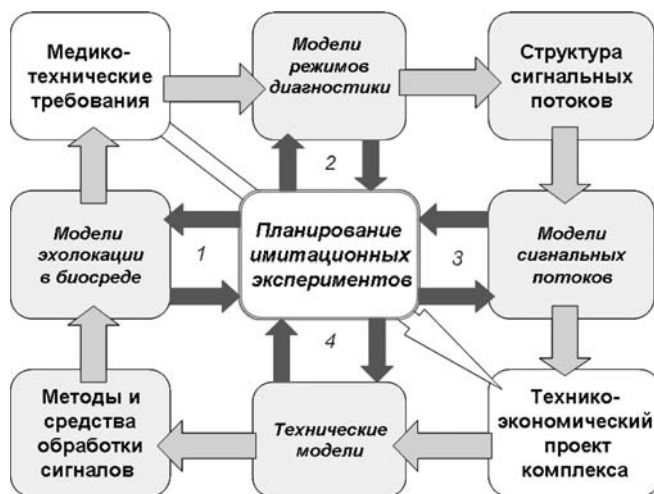 Медико-
технические
требования
Модели
режимов
диагностики
Структура
сигнальных
потоков
2
Модели
эхолокации
в биосреде
1
Планирование
имитационных
экспериментов
3
Модели
сигнальных
потоков
4
Методы и
средства
обработки
сигналов
Технические
модели
Технико-
экономический
проект
комплекса